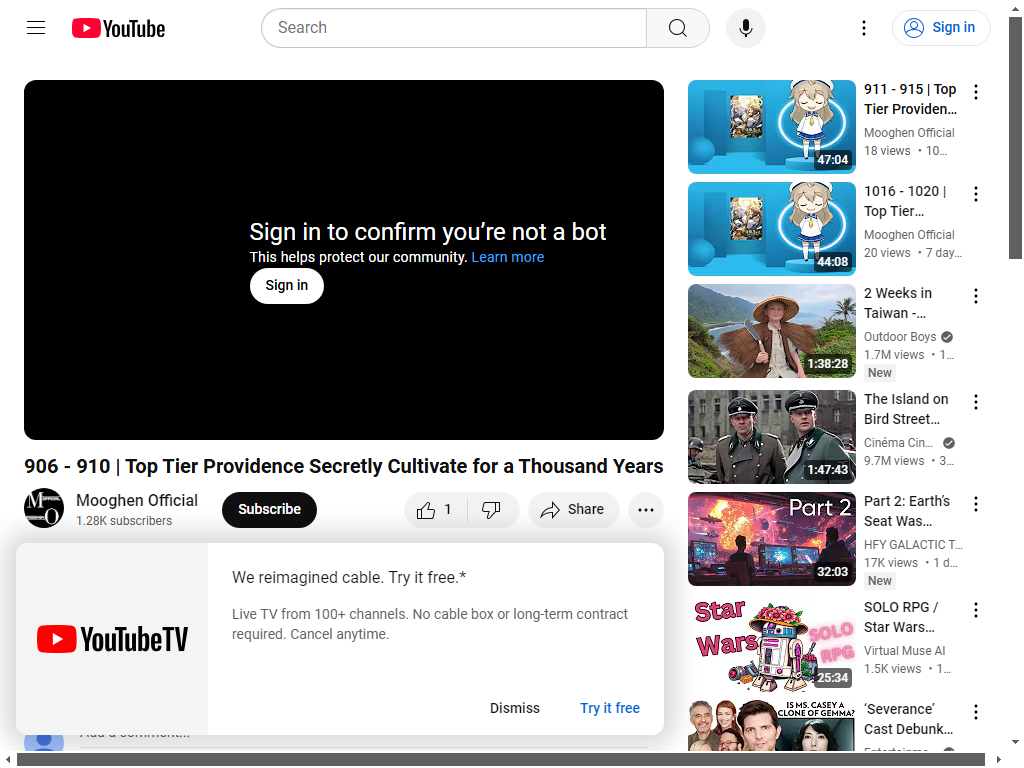 YouTube
Search
Sign in
Sign in to confirm you’re not a bot
This helps protect our community. Learn more
Sign in
906 - 910 | Top Tier Providence Secretly Cultivate for a Thousand Years
Mooghen Official
1.28K subscribers
Subscribe
1
Share
We reimagined cable. Try it free.*
Live TV from 100+ channels. No cable box or long-term contract
required. Cancel anytime.
YouTubeTV
Dismiss
Try it free
Add a comment...
47:04
911 - 915 | Top
Tier Providen…
Mooghen Official
18 views • 10…
44:08
1016 - 1020 |
Top Tier…
Mooghen Official
20 views • 7 day…
1:38:28
2 Weeks in
Taiwan -…
Outdoor Boys
1.7M views • 1…
New
1:47:43
The Island on
Bird Street…
Cinéma Cin…
9.7M views • 3…
Part 2
32:03
Part 2: Earth’s
Seat Was…
HFY GALACTIC T…
17K views • 1 d…
New
Star
Wars
SOLO
RPG
25:34
SOLO RPG /
Star Wars…
Virtual Muse AI
1.5K views • 1…
IS MS. CASEY A
CLONE OF GEMMA?
‘Severance’
Cast Debunk…